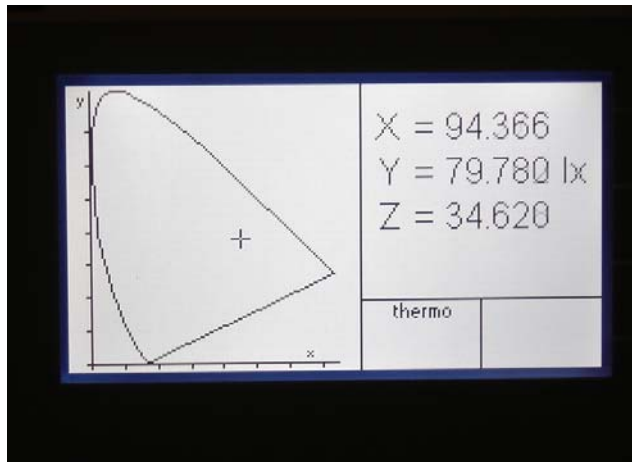 y
x
X = 94.366
Y = 79.780 lx
Z = 34.620
thermo